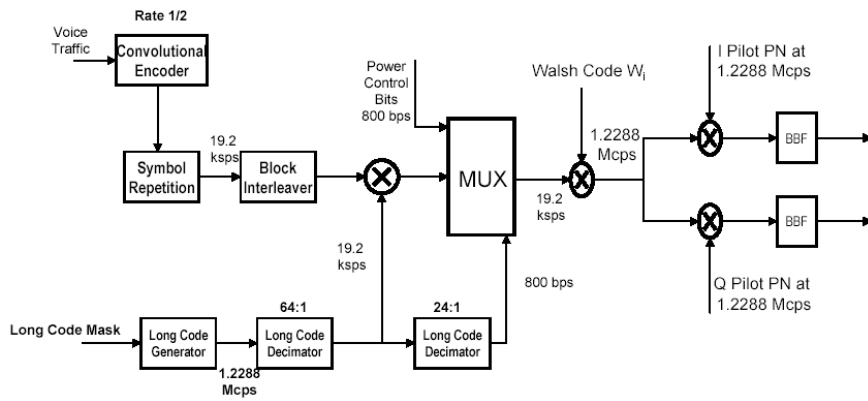 Rate 1/2
Voice
Traffic
Convolutional
Encoder
Power
Control
Bits
800 bps
Walsh Code Wi
I Pilot PN at
1.2288 Mcps
19.2
ksps
Symbol
Repetition
Block
Interleaver
MUX
1.2288
Mcps
BBF
19.2
ksps
BBF
19.2
ksps
800 bps
Q Pilot PN at
1.2288 Mcps
64:1
24:1
Long Code Mask
Long Code
Generator
Long Code
Decimator
Long Code
Decimator
1.2288
Mcps